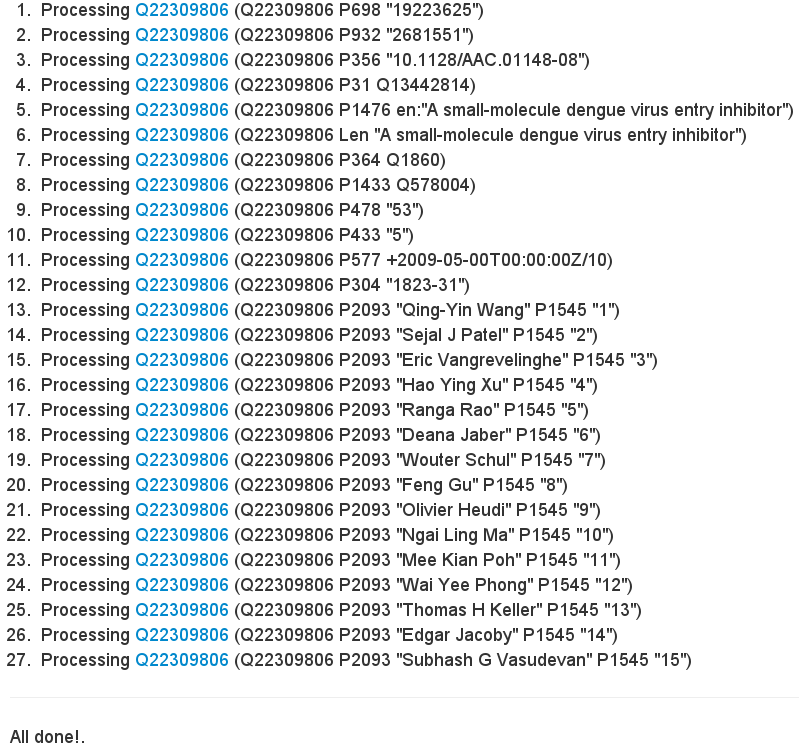 1. Processing Q22309806 (Q22309806 P698 "19223625")
2. Processing Q22309806 (Q22309806 P932 "2681551")
3. Processing Q22309806 (Q22309806 P356 "10.1128/AAC.01148-08")
4. Processing Q22309806 (Q22309806 P31 Q13442814)
5. Processing Q22309806 (Q22309806 P1476 en:"A small-molecule dengue virus entry inhibitor")
6. Processing Q22309806 (Q22309806 Len "A small-molecule dengue virus entry inhibitor")
7. Processing Q22309806 (Q22309806 P364 Q1860)
8. Processing Q22309806 (Q22309806 P1433 Q578004)
9. Processing Q22309806 (Q22309806 P478 "53")
10. Processing Q22309806 (Q22309806 P433 "5")
11. Processing Q22309806 (Q22309806 P577 +2009-05-00T00:00:00Z/10)
12. Processing Q22309806 (Q22309806 P304 "1823-31")
13. Processing Q22309806 (Q22309806 P2093 "Qing-Yin Wang" P1545 "1")
14. Processing Q22309806 (Q22309806 P2093 "Sejal J Patel" P1545 "2")
15. Processing Q22309806 (Q22309806 P2093 "Eric Vangrevelinghe" P1545 "3")
16. Processing Q22309806 (Q22309806 P2093 "Hao Ying Xu" P1545 "4")
17. Processing Q22309806 (Q22309806 P2093 "Ranga Rao" P1545 "5")
18. Processing Q22309806 (Q22309806 P2093 "Deana Jaber" P1545 "6")
19. Processing Q22309806 (Q22309806 P2093 "Wouter Schul" P1545 "7")
20. Processing Q22309806 (Q22309806 P2093 "Feng Gu" P1545 "8")
21. Processing Q22309806 (Q22309806 P2093 "Olivier Heudi" P1545 "9")
22. Processing Q22309806 (Q22309806 P2093 "Ngai Ling Ma" P1545 "10")
23. Processing Q22309806 (Q22309806 P2093 "Mee Kian Poh" P1545 "11")
24. Processing Q22309806 (Q22309806 P2093 "Wai Yee Phong" P1545 "12")
25. Processing Q22309806 (Q22309806 P2093 "Thomas H Keller" P1545 "13")
26. Processing Q22309806 (Q22309806 P2093 "Edgar Jacoby" P1545 "14")
27. Processing Q22309806 (Q22309806 P2093 "Subhash G Vasudevan" P1545 "15")
All done!.